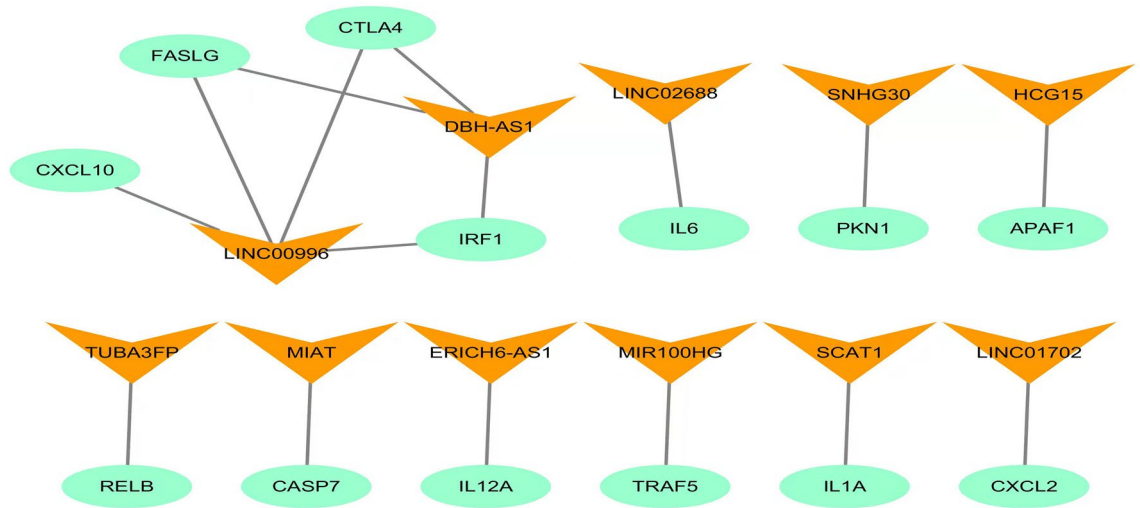 CTLA4
FASLG
LINC02688
SNHG30
HCG15
DBH-AS1
CXCL10
IRF1
IL6
PKN1
APAF1
LINC00996
TUBA3FP
MIAT
ERICH6-AS1
MIR100HG
SCAT1
LINC01702
RELB
CASP7
IL12A
TRAF5
IL1A
CXCL2